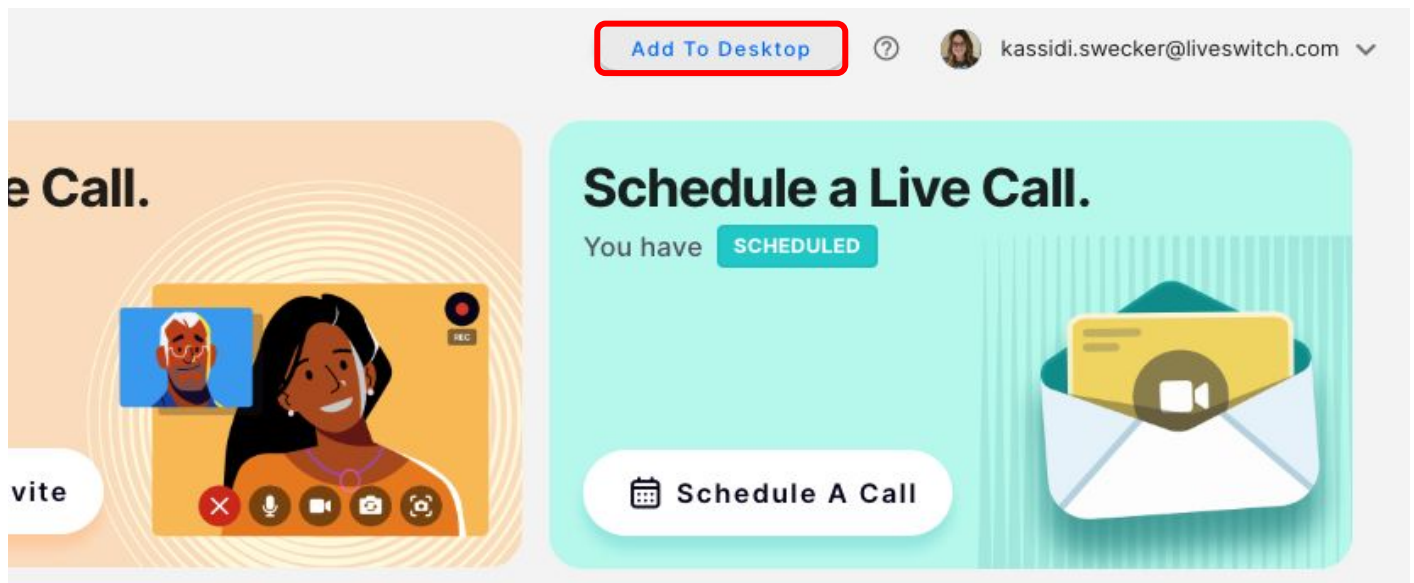 Add To Desktop
kassidi.swecker@liveswitch.com
e Call.
REC
vite
Schedule a Live Call.
You have SCHEDULED
Schedule A Call